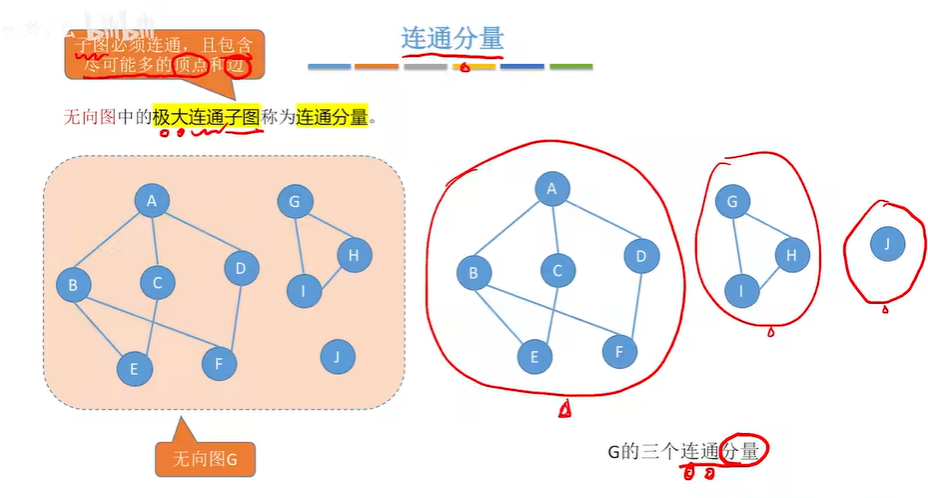 连通分量
子图必须连通，且包含
尽可能多的顶点和边
无向图中的极大连通子图称为连通分量。
A
G
B
C
D
H
I
E
F
J
A
G
B
C
D
H
I
J
E
F
无向图G
G的三个连通分量